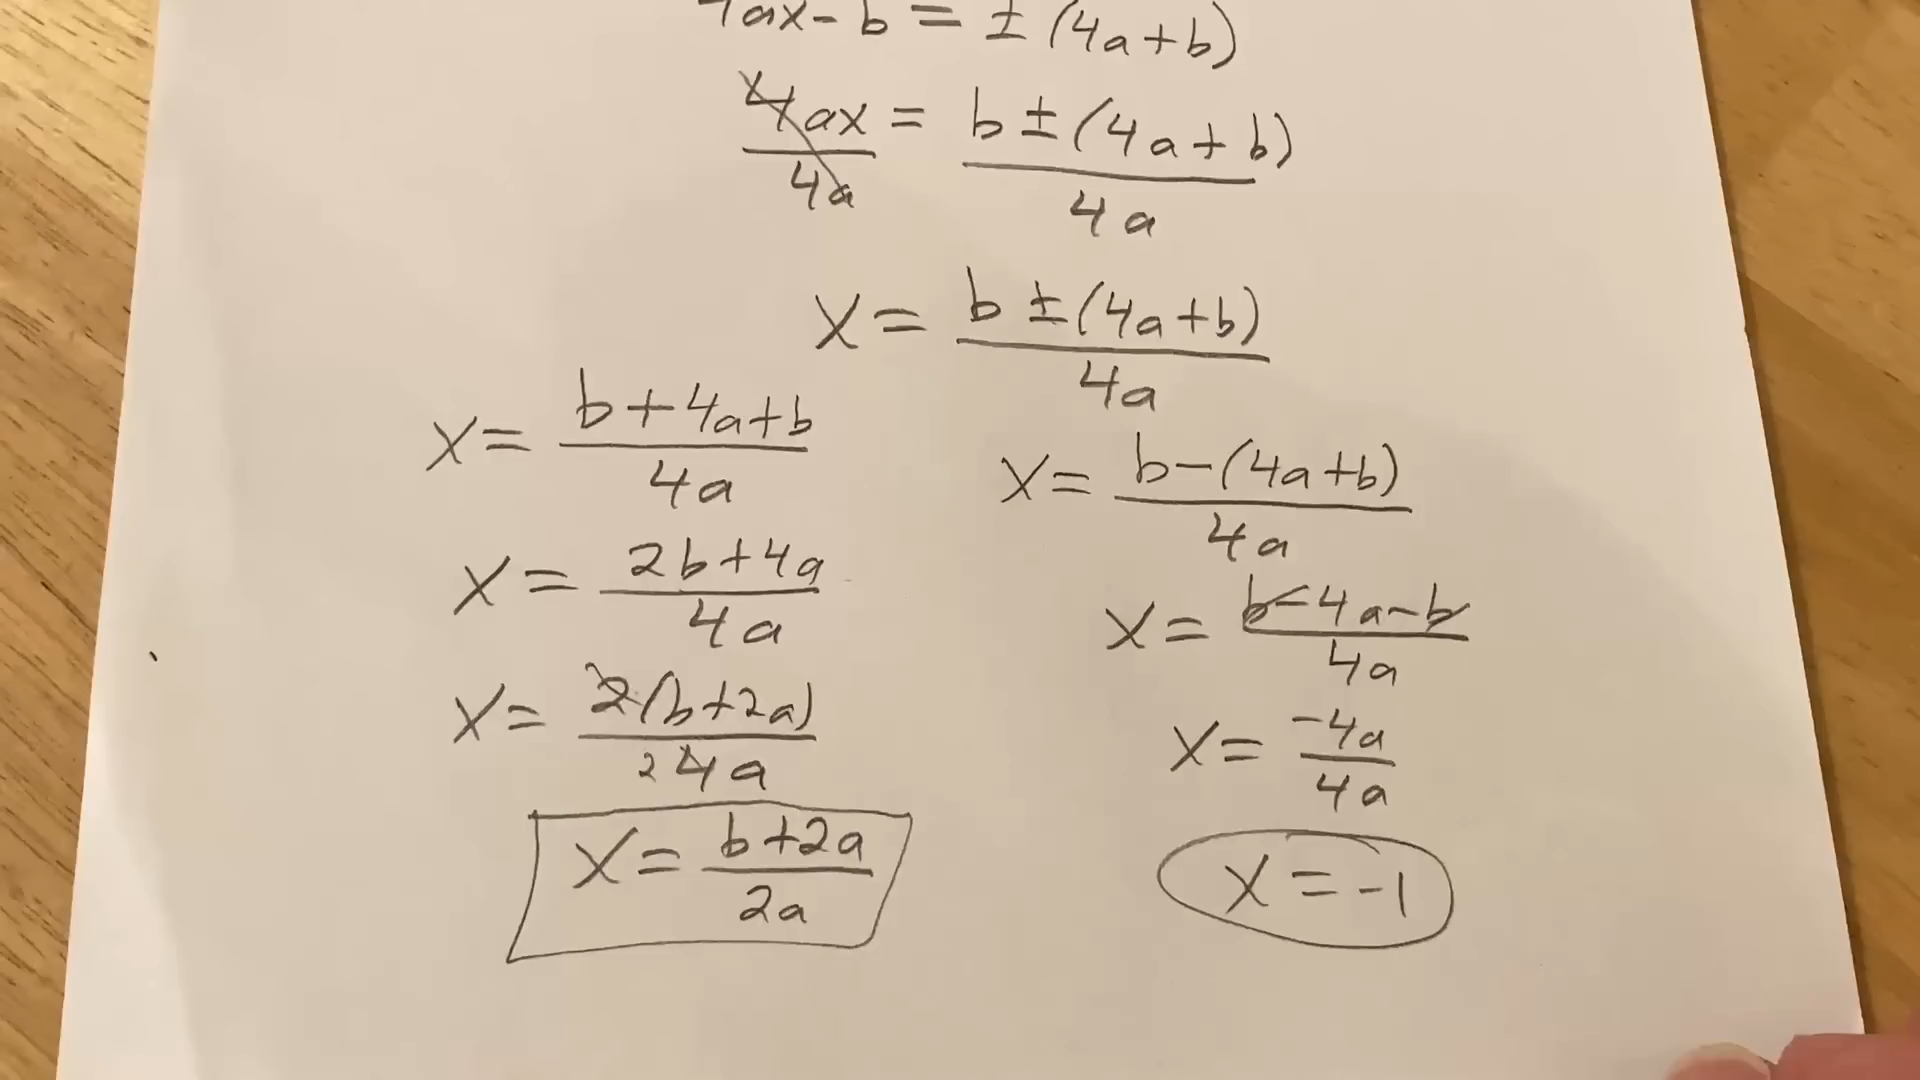 4ax - b = ± (4a + b)
4ax/4a = b ± (4a + b)/4a
x = b ± (4a + b)/4a
x = b + 4a + b/4a
x = 2b + 4a/4a
x = 2(b + 2a)/2 4a
x = b + 2a/2a
x = b - (4a + b)/4a
x = b - 4a - b/4a
x = -4a/4a
x = -1